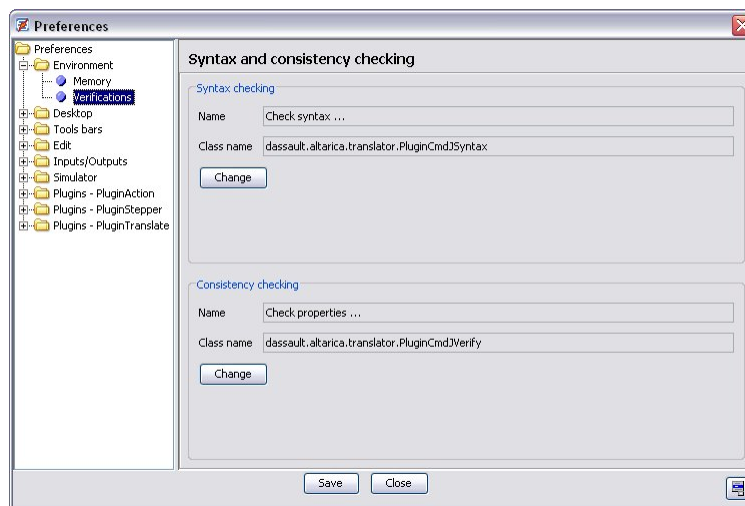 Preferences
Preferences
Environment
Memory
Verifications
Desktop
Tools bars
Edit
Inputs/Outputs
Simulator
Plugins - PluginAction
Plugins - PluginStepper
Plugins - PluginTranslate
Syntax and consistency checking
Syntax checking
Name Check syntax ...
Class name dassault.altarica.translator.PluginCmdJSyntax
Change
Consistency checking
Name Check properties ...
Class name dassault.altarica.translator.PluginCmdJVerify
Change
Save Close